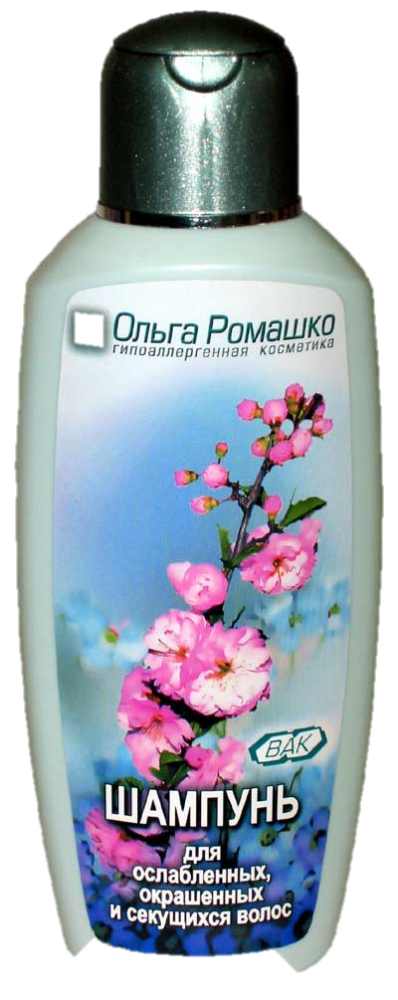 Ольга Ромашко
гипоаллергенная косметика
ВАК
ШАМПУНЬ
для
ослабленных,
окрашенных
и секущихся волос